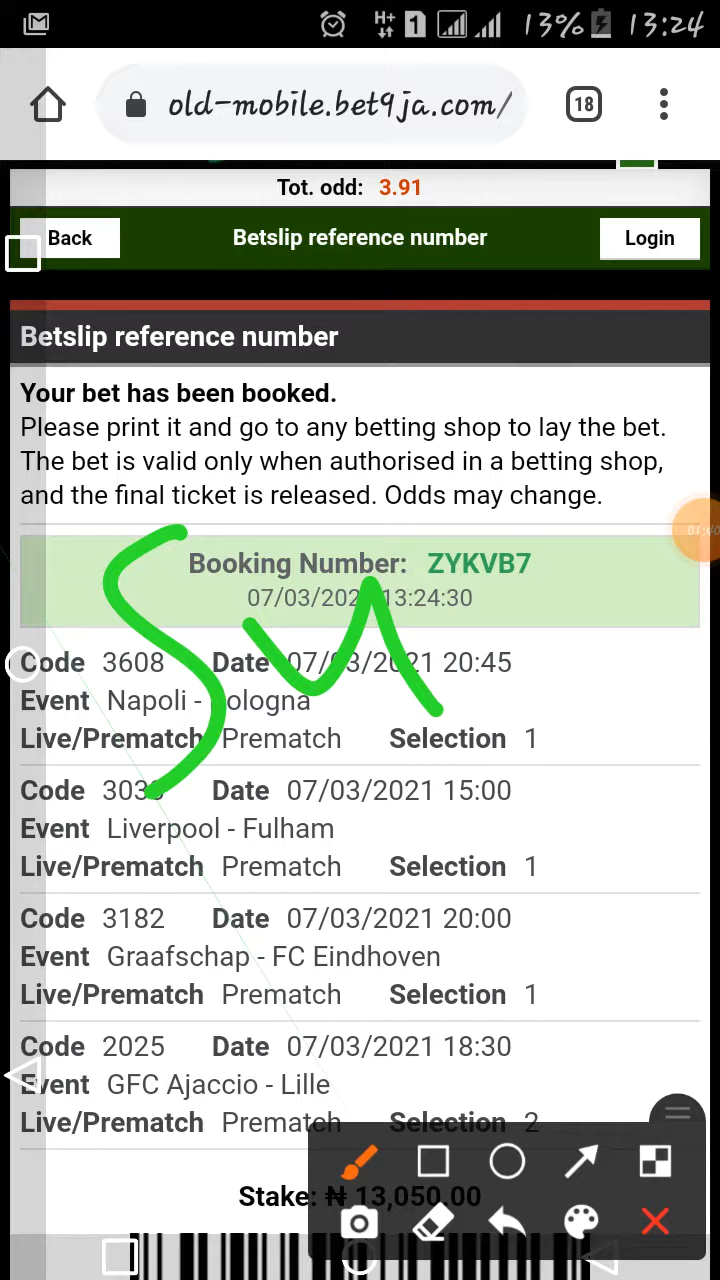 13% 13:24
old-mobile.bet9ja.com/ 18
Tot. odd: 3.91
Back Betslip reference number Login
Betslip reference number
Your bet has been booked.
Please print it and go to any betting shop to lay the bet.
The bet is valid only when authorised in a betting shop,
and the final ticket is released. Odds may change.
Booking Number: ZYKVB7
13:24:30
Code 3608 Date 07/03/2021 20:45
Event Napoli - Bologna
Live/Prematch Prematch Selection 1
Code Date 07/03/2021 15:00
Event Liverpool - Fulham
Live/Prematch Prematch Selection 1
Code 3182 Date 07/03/2021 20:00
Event Graafschap - FC Eindhoven
Live/Prematch Prematch Selection 1
Code 2025 Date 07/03/2021 18:30
Event GFC Ajaccio - Lille
Live/Prematch Prematch Selection 2
Stake: ₦ 13,050.00